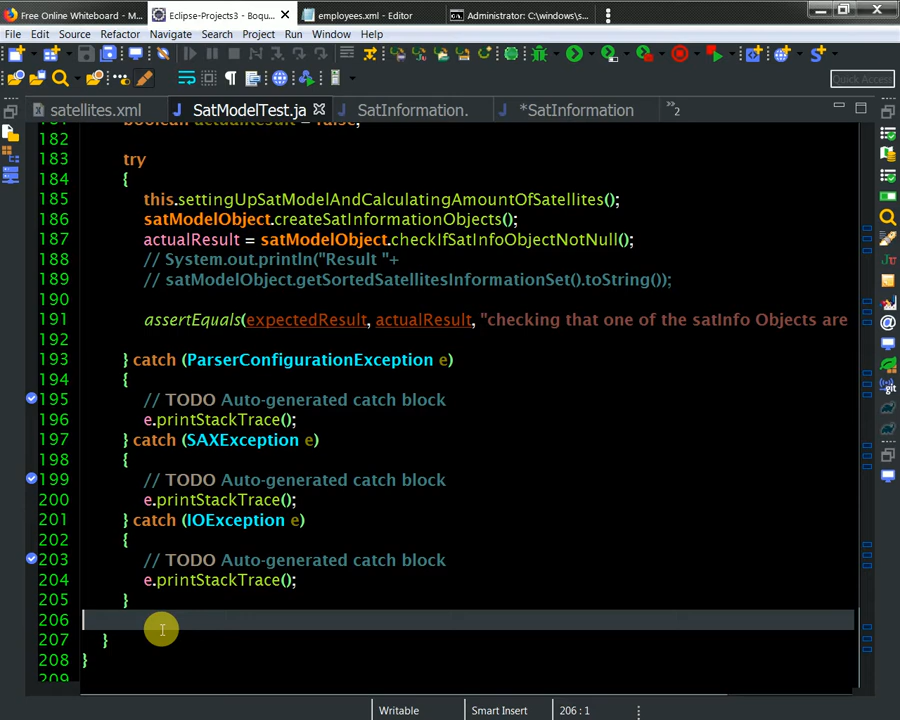 Free Online Whiteboard - M...
Eclipse-Projects3 - Boqu...
employees.xml - Editor
Administrator: C:\windows\s...
File Edit Source Refactor Navigate Search Project Run Window Help
Quick Access
satellites.xml
SatModelTest.ja
SatInformation.
*SatInformation
»2
182
183 try
184 {
185 this.settingUpSatModelAndCalculatingAmountOfSatellites();
186 satModelObject.createSatInformationObjects();
187 actualResult = satModelObject.checkIfSatInfoObjectNotNull();
188 // System.out.println("Result "+
189 // satModelObject.getSortedSatellitesInformationSet().toString());
190
191 assertEquals(expectedResult, actualResult, "checking that one of the satInfo Objects are
192
193 } catch (ParserConfigurationException e)
194 {
195 // TODO Auto-generated catch block
196 e.printStackTrace();
197 } catch (SAXException e)
198 {
199 // TODO Auto-generated catch block
200 e.printStackTrace();
201 } catch (IOException e)
202 {
203 // TODO Auto-generated catch block
204 e.printStackTrace();
205 }
206
207 }
208 }
209
Writable Smart Insert 206 : 1